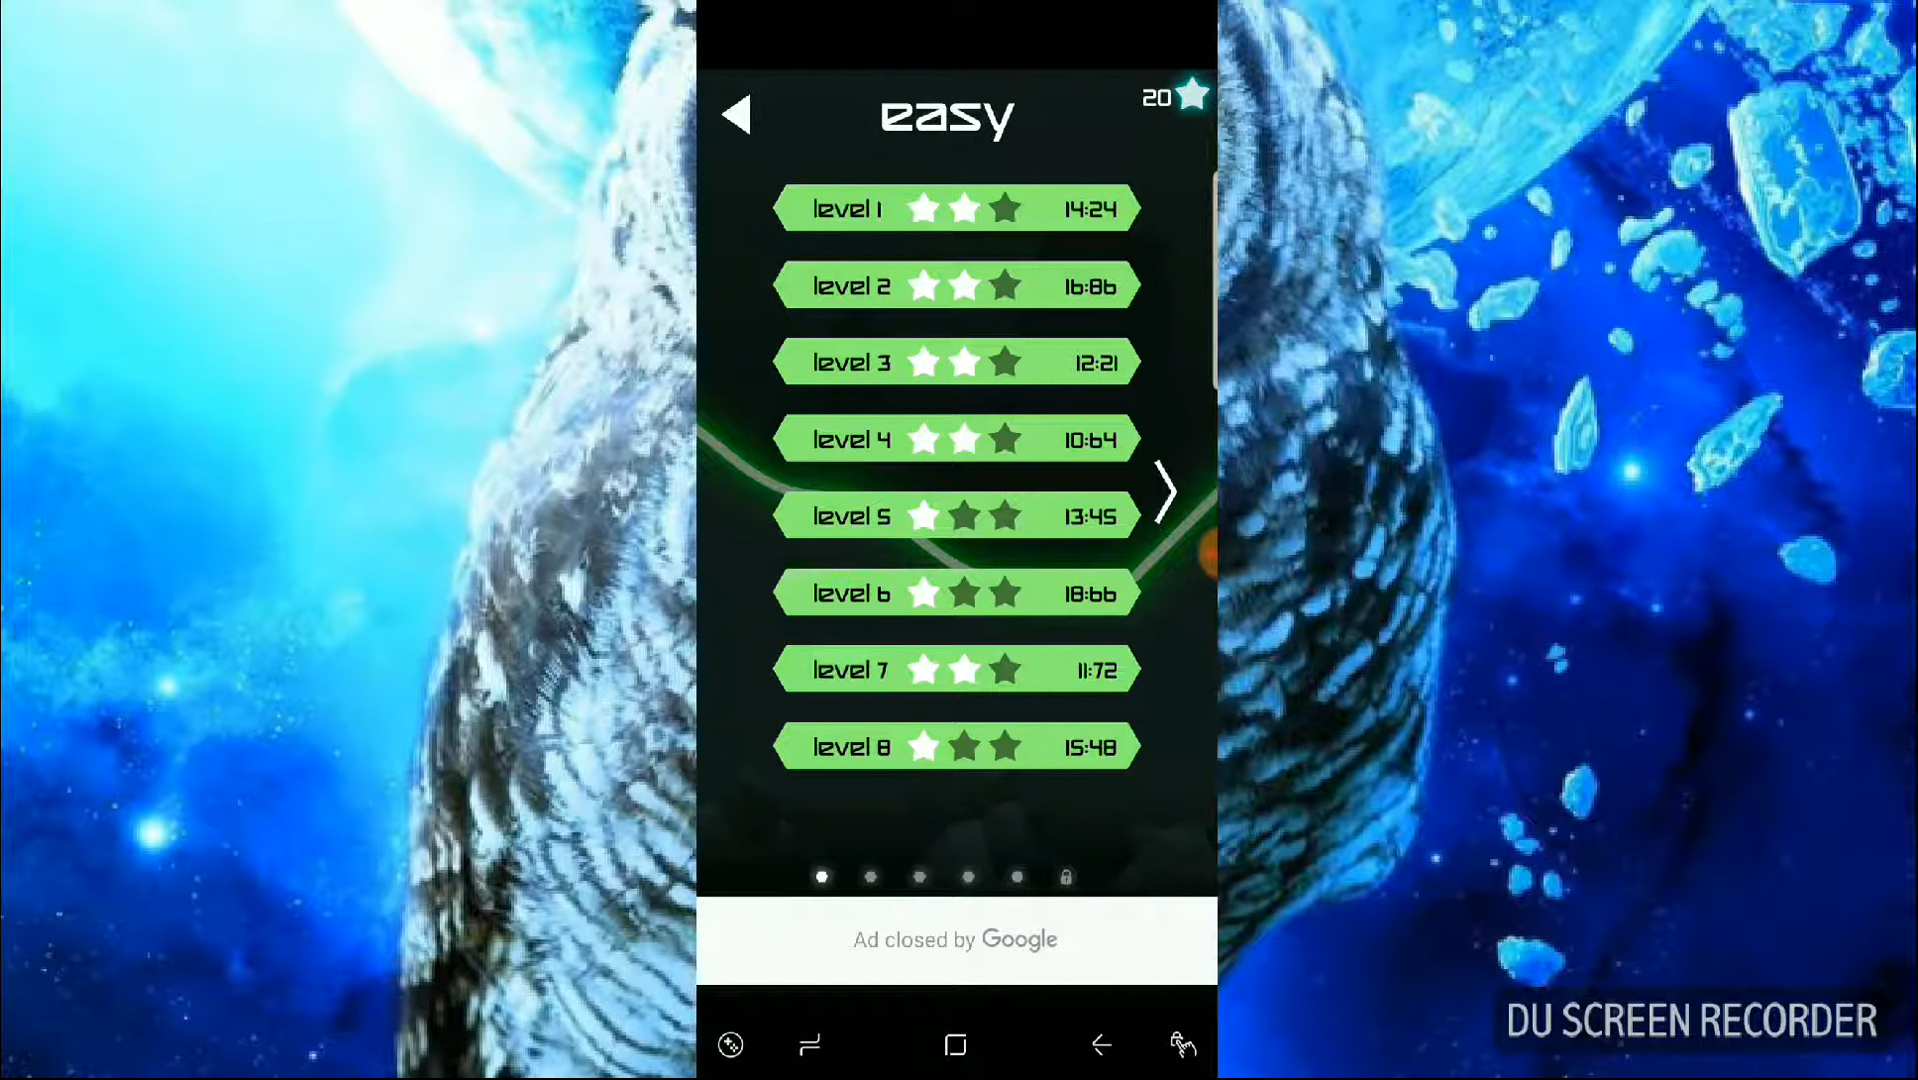 easy
20
level 1 14:24
level 2 16:86
level 3 12:21
level 4 10:64
level 5 13:45
level 6 18:66
level 7 11:72
level 8 15:48
Ad closed by Google
DU SCREEN RECORDER